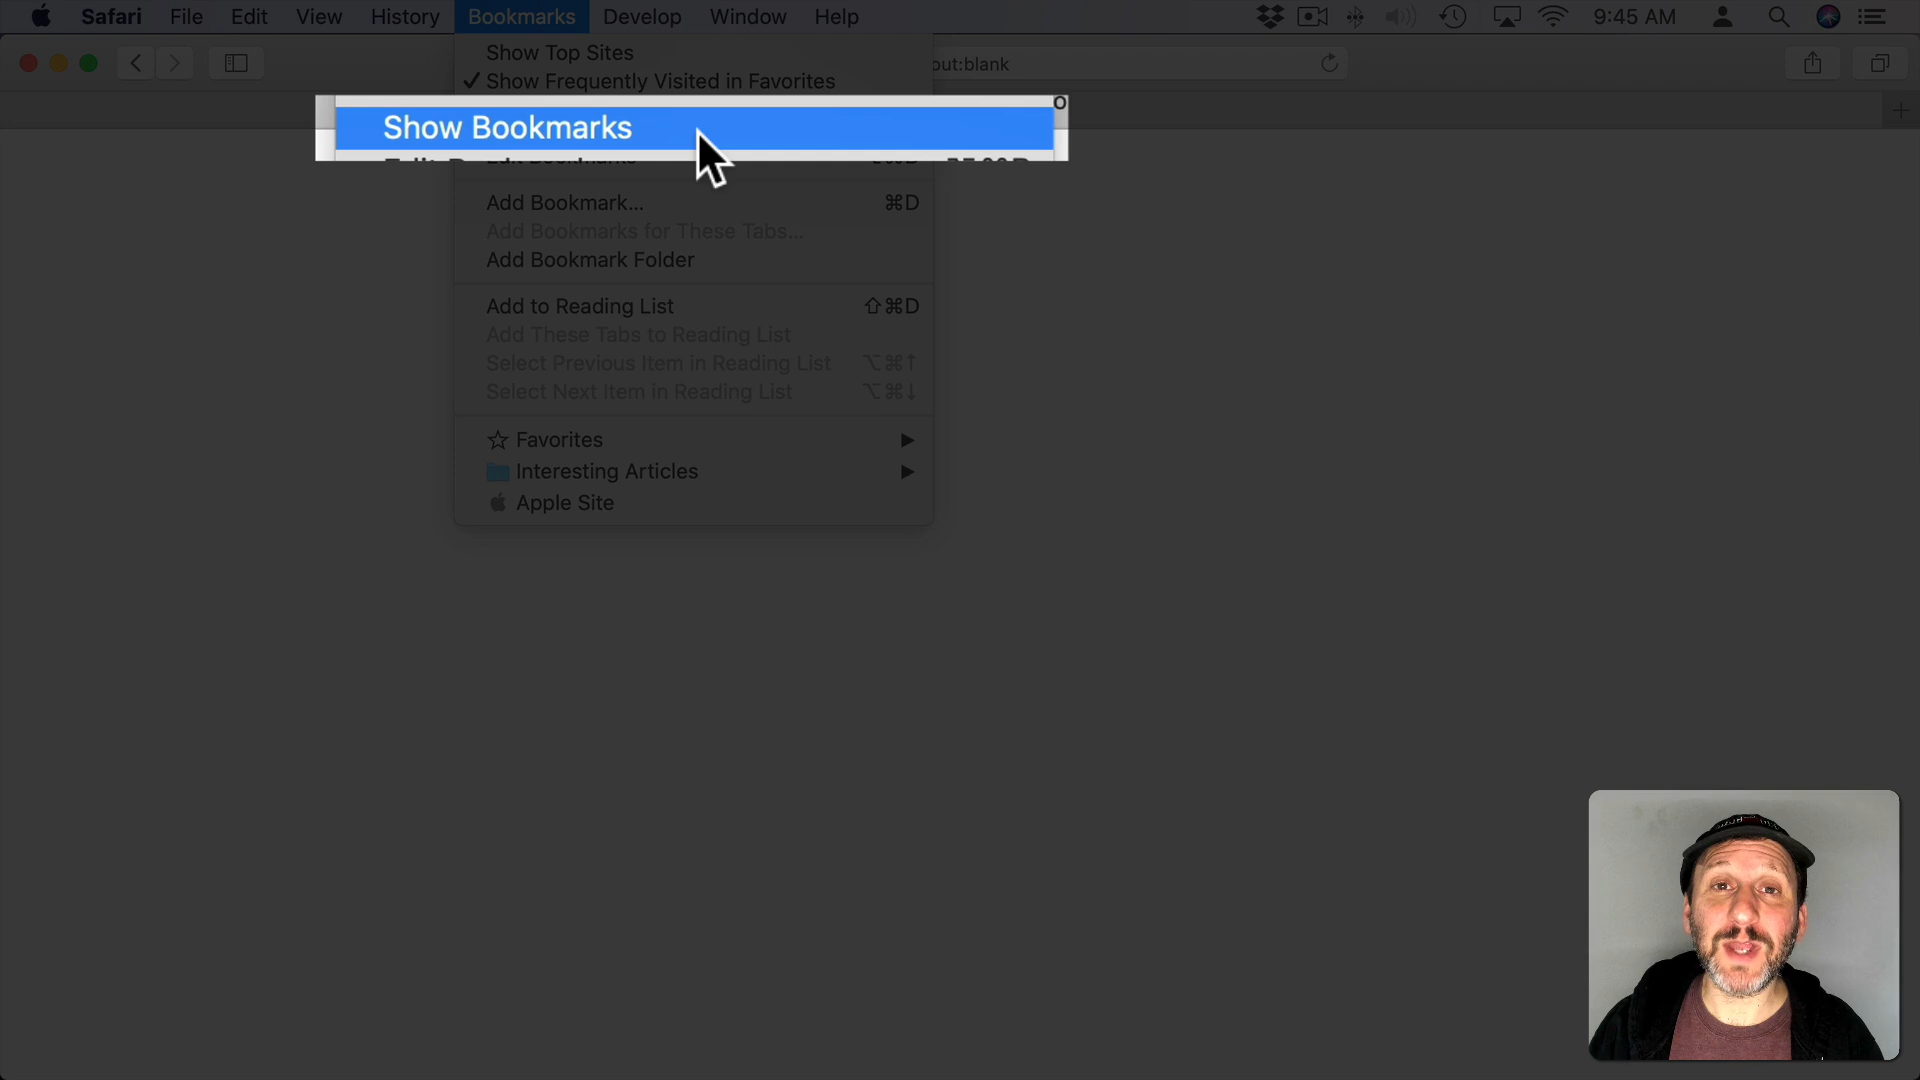 Safari File Edit View History Bookmarks Develop Window Help 9:45 AM
Show Top Sites
out:blank
✓ Show Frequently Visited in Favorites
Show Bookmarks
Edit Bookmarks
Add Bookmark... ⌘D
Add Bookmarks for These Tabs...
Add Bookmark Folder
Add to Reading List ⇧⌘D
Add These Tabs to Reading List
Select Previous Item in Reading List ⌥⌘↑
Select Next Item in Reading List ⌥⌘↓
Favorites ▶
Interesting Articles ▶
Apple Site